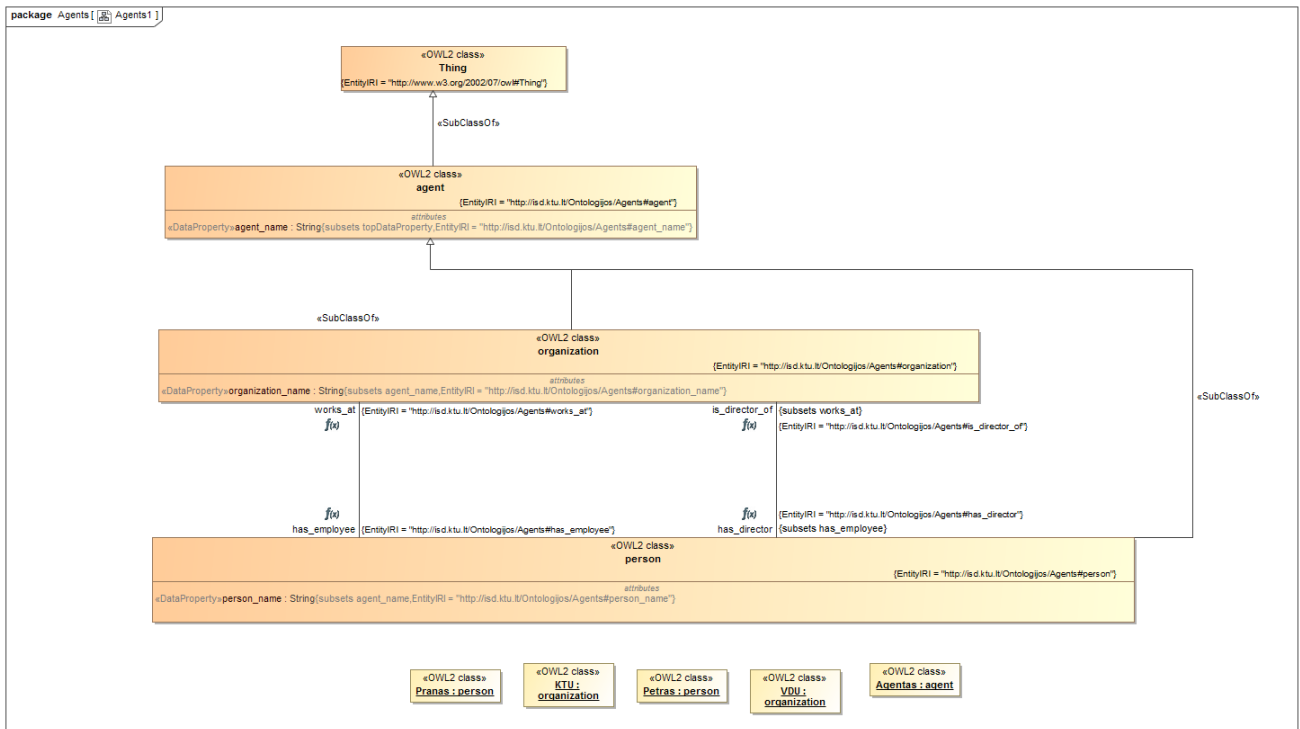 package Agents [ Agents1 ]
«OWL2 class»
Thing
{EntityIRI = "http://www.w3.org/2002/07/owl#Thing"}
«SubClassOf»
«OWL2 class»
agent
{EntityIRI = "http://isd.ktu.lt/Ontologijos/Agents#agent"}
attributes
«DataProperty»agent_name : String{subsets topDataProperty,EntityIRI = "http://isd.ktu.lt/Ontologijos/Agents#agent_name"}
«SubClassOf»
«OWL2 class»
organization
{EntityIRI = "http://isd.ktu.lt/Ontologijos/Agents#organization"}
attributes
«DataProperty»organization_name : String{subsets agent_name,EntityIRI = "http://isd.ktu.lt/Ontologijos/Agents#organization_name"}
«SubClassOf»
works_at {EntityIRI = "http://isd.ktu.lt/Ontologijos/Agents#works_at"}
f(x)
is_director_of {subsets works_at}
f(x) {EntityIRI = "http://isd.ktu.lt/Ontologijos/Agents#is_director_of"}
f(x)
has_employee {EntityIRI = "http://isd.ktu.lt/Ontologijos/Agents#has_employee"}
f(x) {EntityIRI = "http://isd.ktu.lt/Ontologijos/Agents#has_director"}
has_director {subsets has_employee}
«OWL2 class»
person
{EntityIRI = "http://isd.ktu.lt/Ontologijos/Agents#person"}
attributes
«DataProperty»person_name : String{subsets agent_name,EntityIRI = "http://isd.ktu.lt/Ontologijos/Agents#person_name"}
«OWL2 class»
Pranas : person
«OWL2 class»
KTU :
organization
«OWL2 class»
Petras : person
«OWL2 class»
VDU :
organization
«OWL2 class»
Agentas : agent